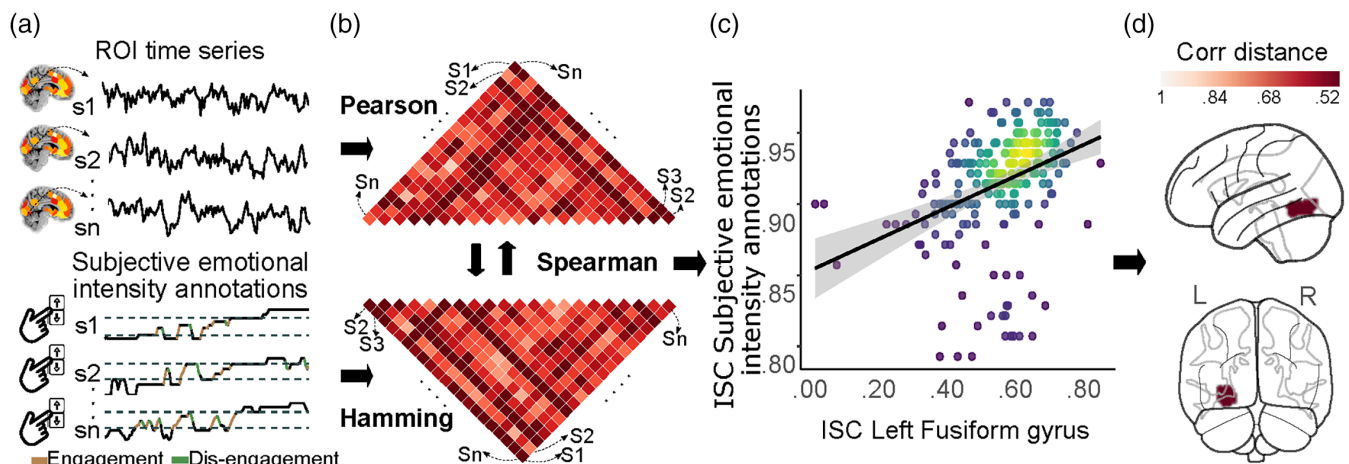 (a)
ROI time series
s1
s2
sn
Subjective emotional
intensity annotations
s1
s2
sn
Engagement Dis-engagement
(b)
S1
S2
Sn
Pearson
Sn
S3
S2
Spearman
S2
S3
Sn
Hamming
Sn
S2
S1
(c)
ISC Subjective emotional
intensity annotations
.95
.90
.85
.80
.00 .20 .40 .60 .80
ISC Left Fusiform gyrus
(d)
Corr distance
1 .84 .68 .52
L R